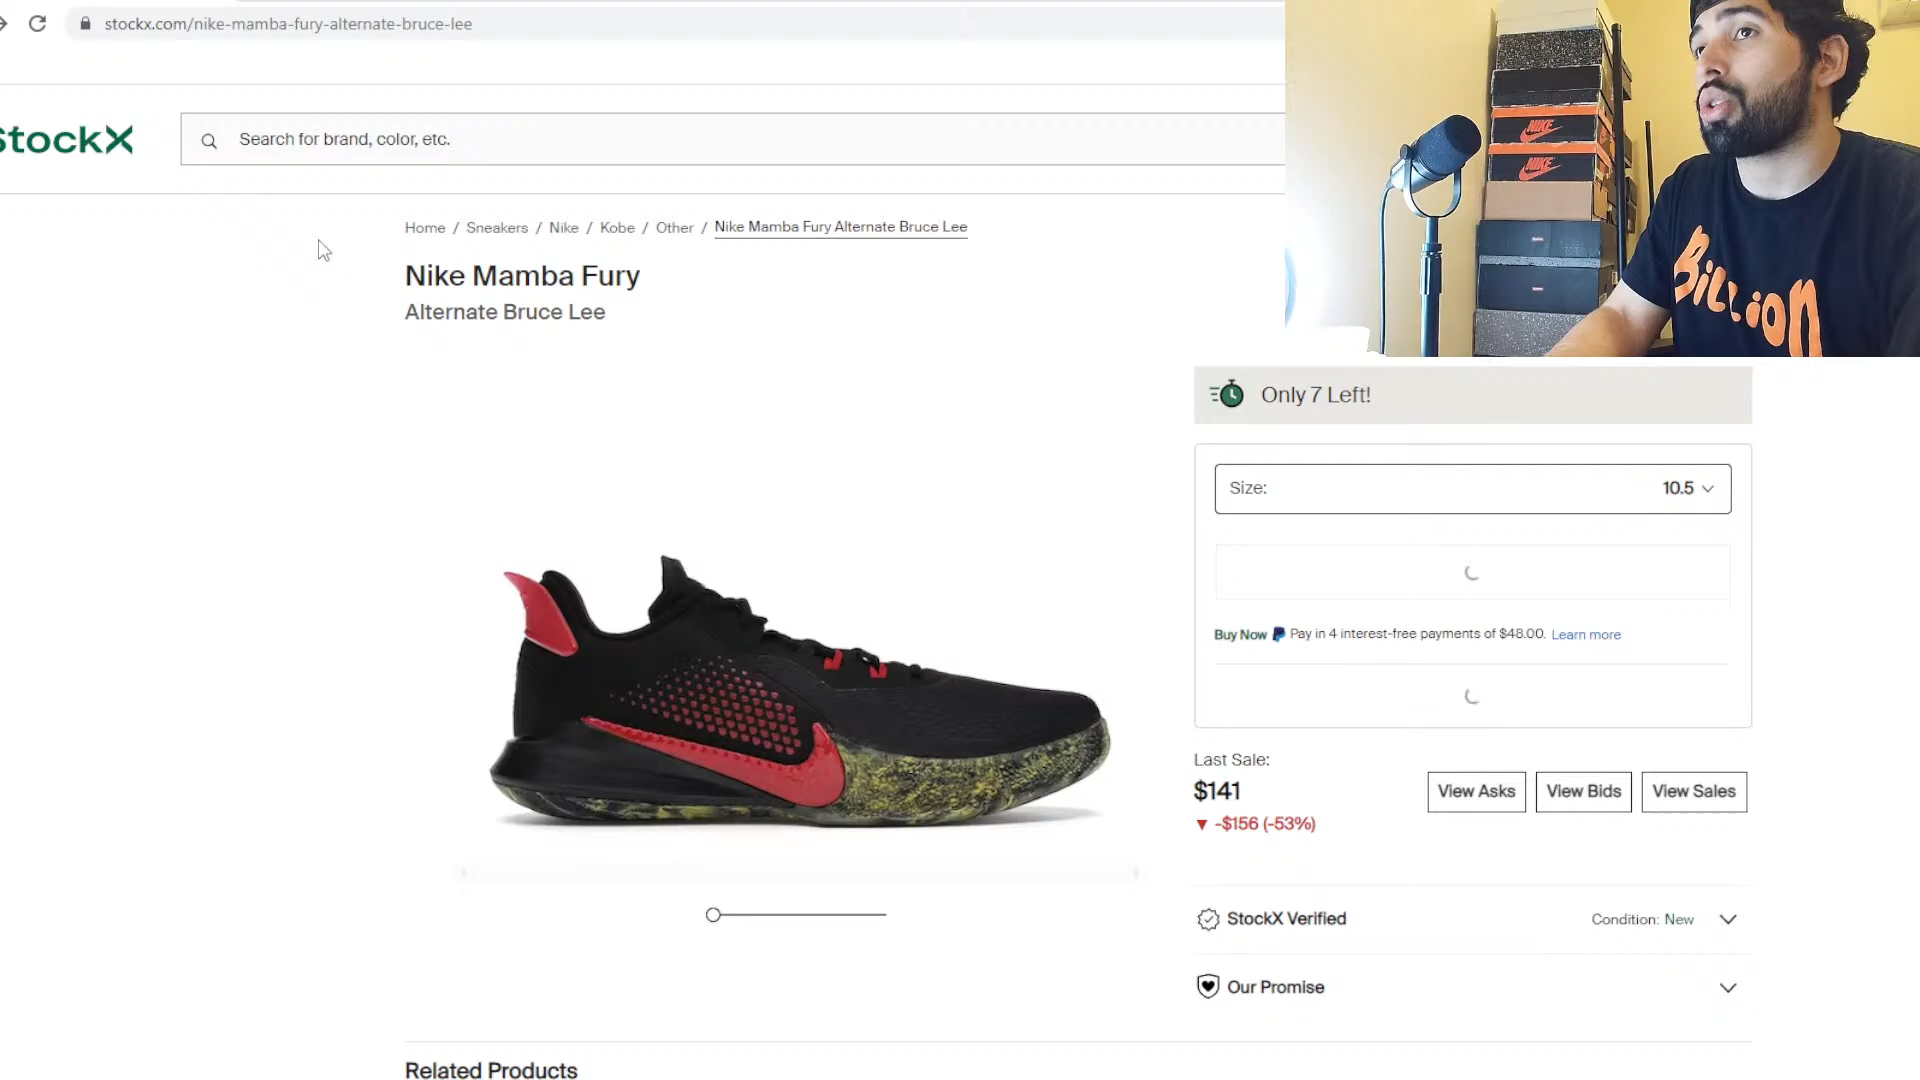 stockx.com/nike-mamba-fury-alternate-bruce-lee
StockX
Search for brand, color, etc.
NIKE
NIKE
BiLLiON
Home / Sneakers / Nike / Kobe / Other / Nike Mamba Fury Alternate Bruce Lee
Nike Mamba Fury
Alternate Bruce Lee
Only 7 Left!
Size: 10.5
Buy Now Pay in 4 interest-free payments of $48.00. Learn more
Last Sale:
$141
▼ -$156 (-53%)
View Asks View Bids View Sales
StockX Verified Condition: New
Our Promise
Related Products